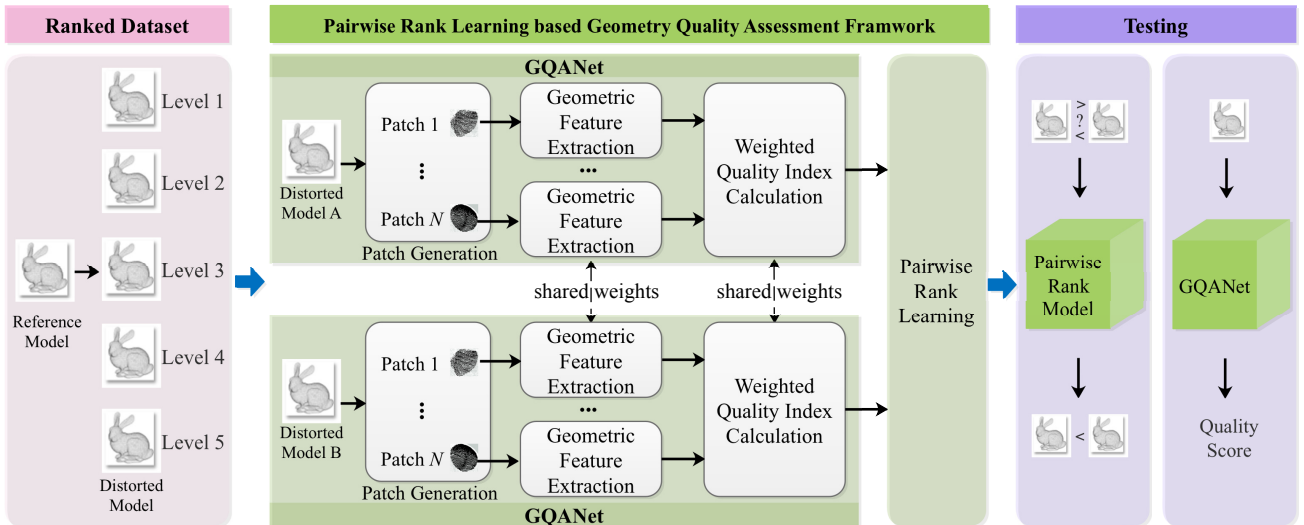 Ranked Dataset
Level 1
Level 2
Level 3
Level 4
Level 5
Reference
Model
Distorted
Model
Pairwise Rank Learning based Geometry Quality Assessment Framwork
GQANet
Distorted
Model A
Patch 1
...
Patch N
Patch Generation
Geometric
Feature
Extraction
...
Geometric
Feature
Extraction
Weighted
Quality Index
Calculation
shared weights
shared weights
Distorted
Model B
Patch 1
...
Patch N
Patch Generation
Geometric
Feature
Extraction
...
Geometric
Feature
Extraction
Weighted
Quality Index
Calculation
GQANet
Pairwise
Rank
Learning
Testing
>
?
<
Pairwise
Rank
Model
<
GQANet
Quality
Score